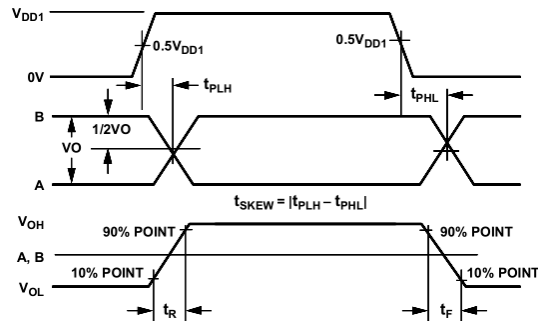 VDD1
0.5VDD1
0.5VDD1
0V
tPLH
tPHL
B
1/2VO
VO
A
tSKEW = |tPLH – tPHL|
VOH
90% POINT
90% POINT
A, B
10% POINT
10% POINT
VOL
tR
tF